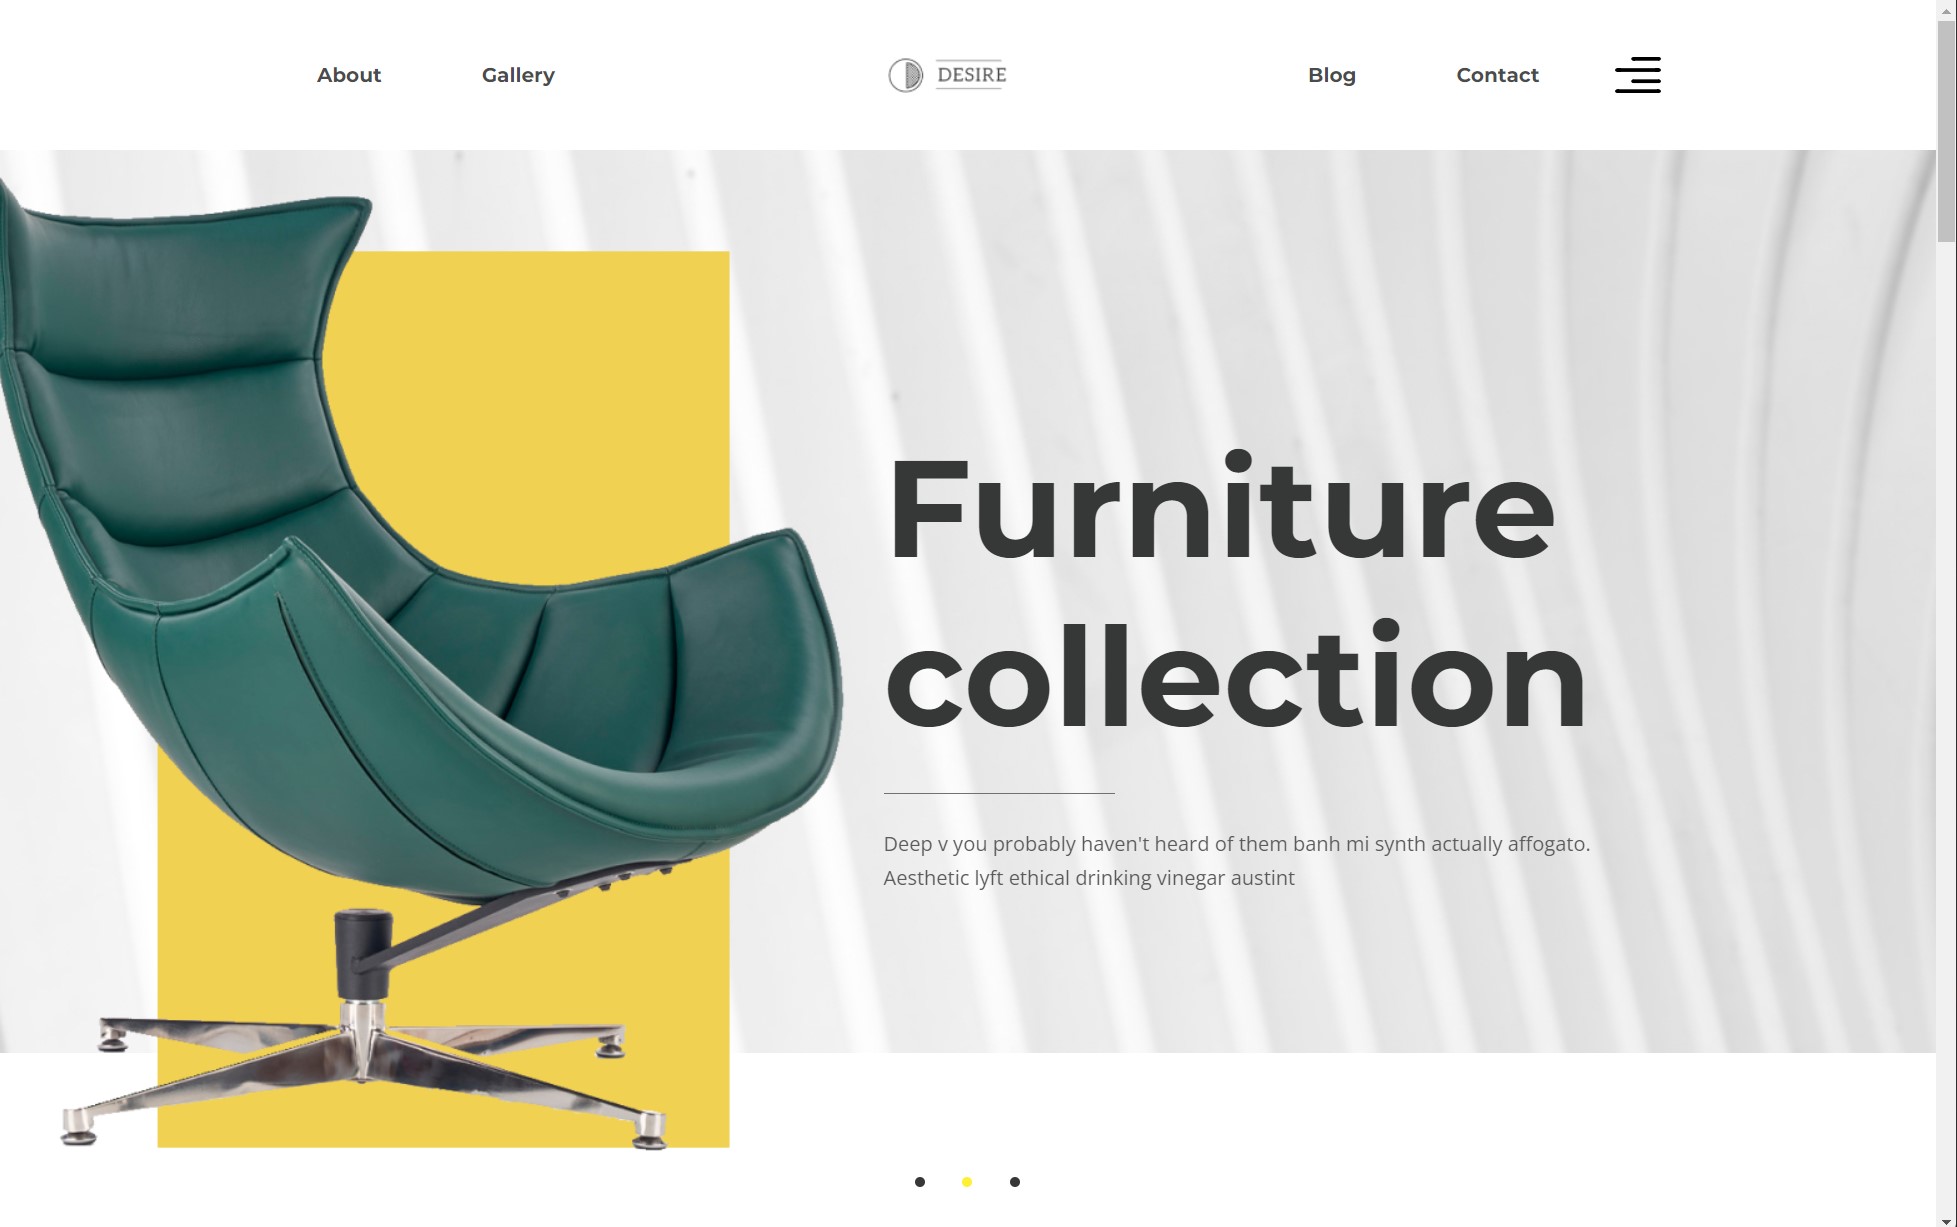 About Gallery DESIRE Blog Contact
Furniture
collection
Deep v you probably haven't heard of them banh mi synth actually affogato.
Aesthetic lyft ethical drinking vinegar austint